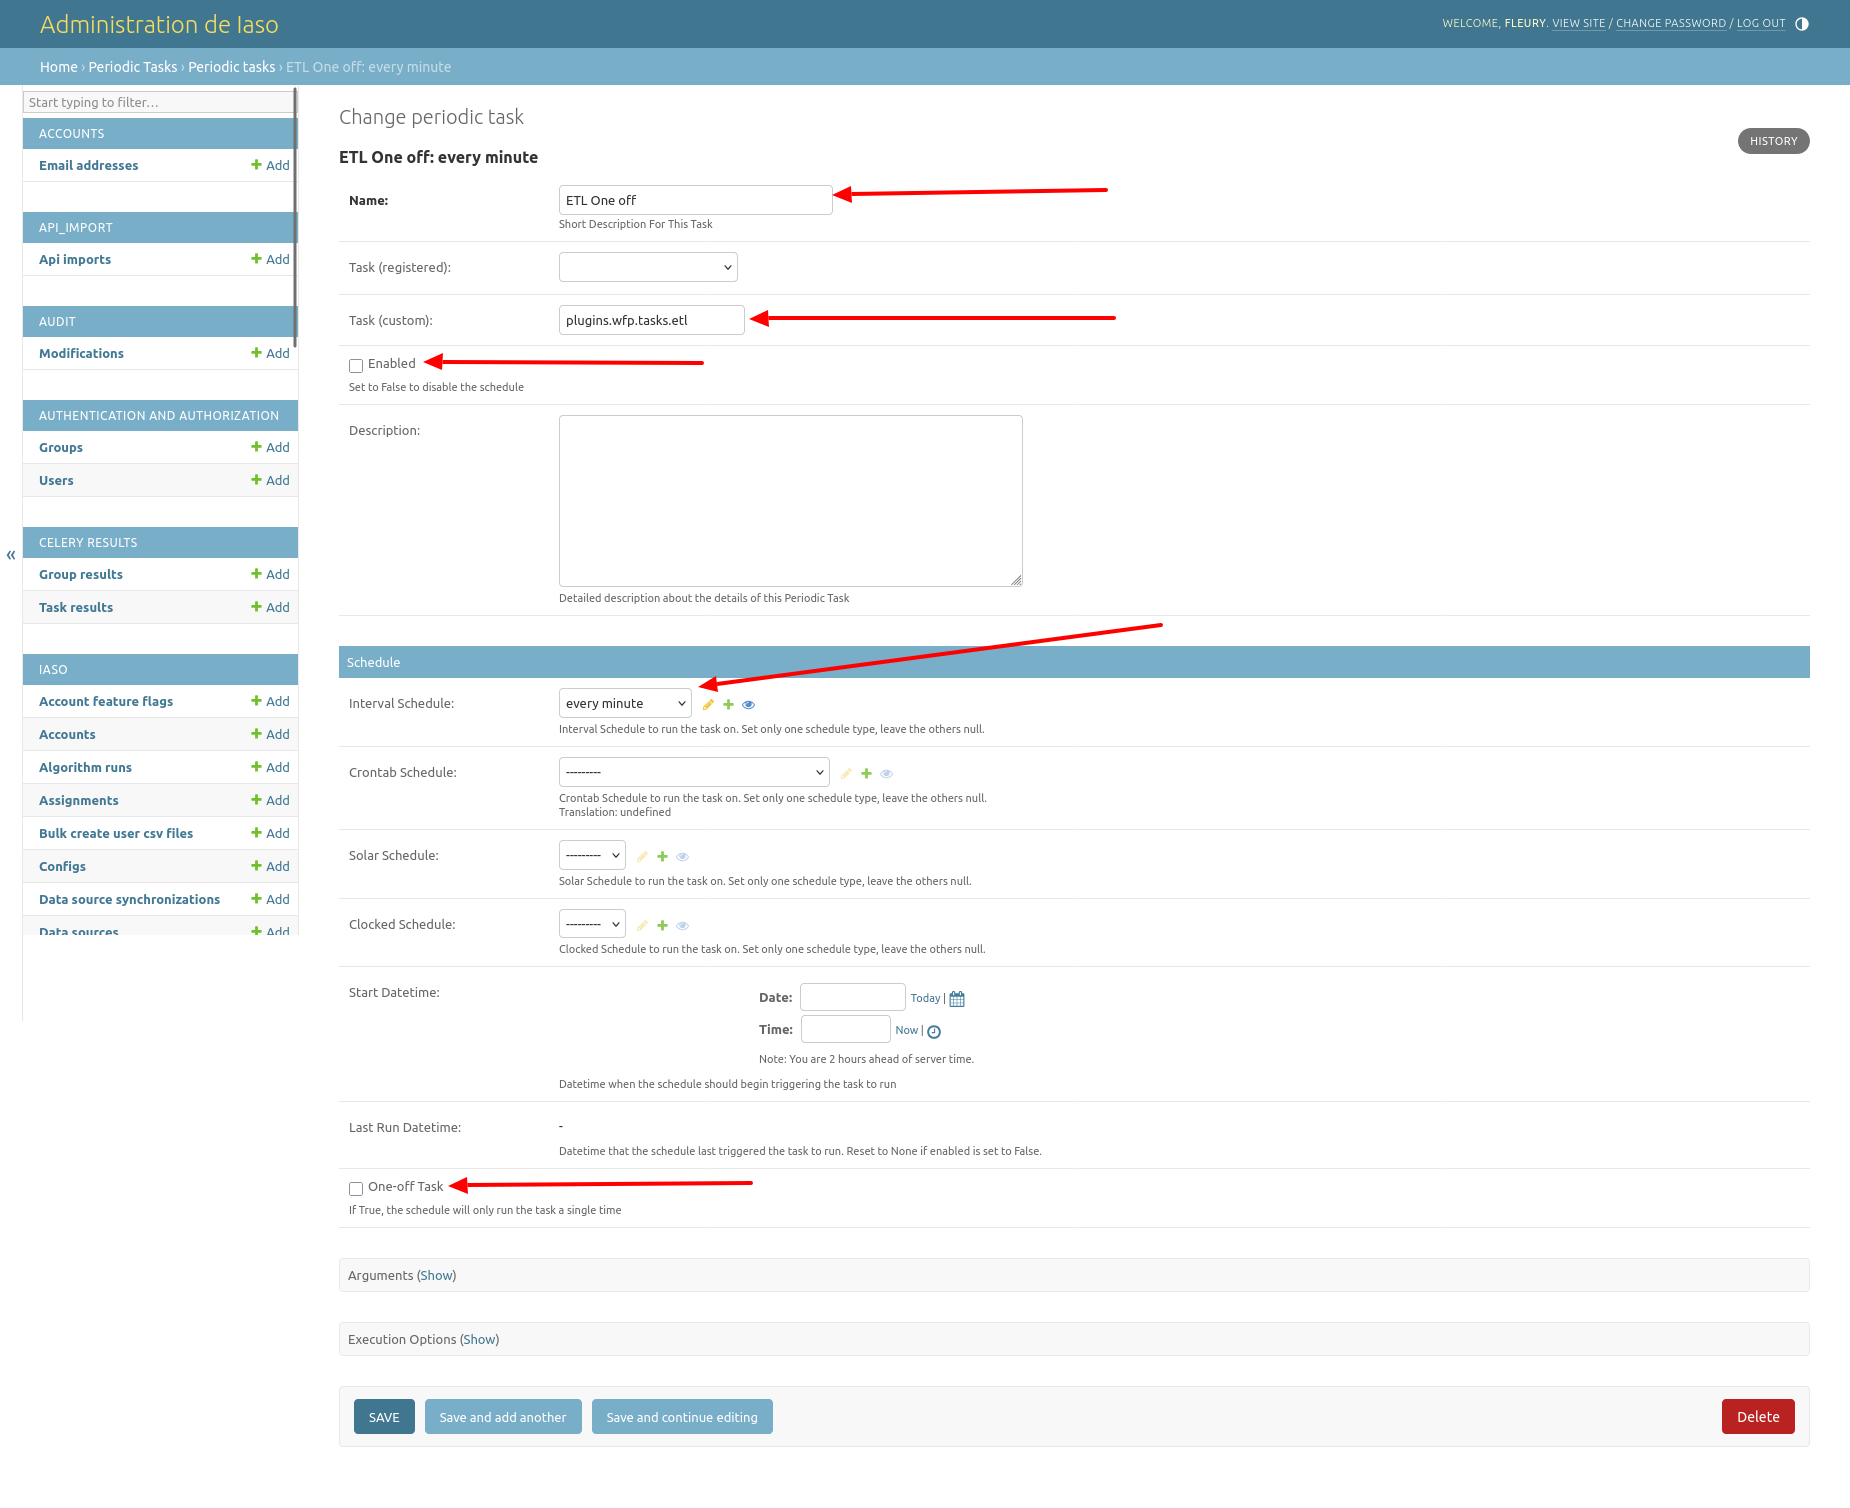 Administration de Iaso
WELCOME, FLEURY. VIEW SITE / CHANGE PASSWORD / LOG OUT
Home › Periodic Tasks › Periodic tasks › ETL One off: every minute
Start typing to filter…
ACCOUNTS
Email addresses Add
API_IMPORT
Api imports Add
AUDIT
Modifications Add
AUTHENTICATION AND AUTHORIZATION
Groups Add
Users Add
CELERY RESULTS
Group results Add
Task results Add
IASO
Account feature flags Add
Accounts Add
Algorithm runs Add
Assignments Add
Bulk create user csv files Add
Configs Add
Data source synchronizations Add
Data sources Add
«
Change periodic task
HISTORY
ETL One off: every minute
Name: ETL One off
Short Description For This Task
Task (registered):
Task (custom): plugins.wfp.tasks.etl
Enabled
Set to False to disable the schedule
Description:
Detailed description about the details of this Periodic Task
Schedule
Interval Schedule: every minute
Interval Schedule to run the task on. Set only one schedule type, leave the others null.
Crontab Schedule: ---------
Crontab Schedule to run the task on. Set only one schedule type, leave the others null.
Translation: undefined
Solar Schedule: ---------
Solar Schedule to run the task on. Set only one schedule type, leave the others null.
Clocked Schedule: ---------
Clocked Schedule to run the task on. Set only one schedule type, leave the others null.
Start Datetime:
Date: Today |
Time: Now |
Note: You are 2 hours ahead of server time.
Datetime when the schedule should begin triggering the task to run
Last Run Datetime: -
Datetime that the schedule last triggered the task to run. Reset to None if enabled is set to False.
One-off Task
If True, the schedule will only run the task a single time
Arguments (Show)
Execution Options (Show)
SAVE Save and add another Save and continue editing Delete